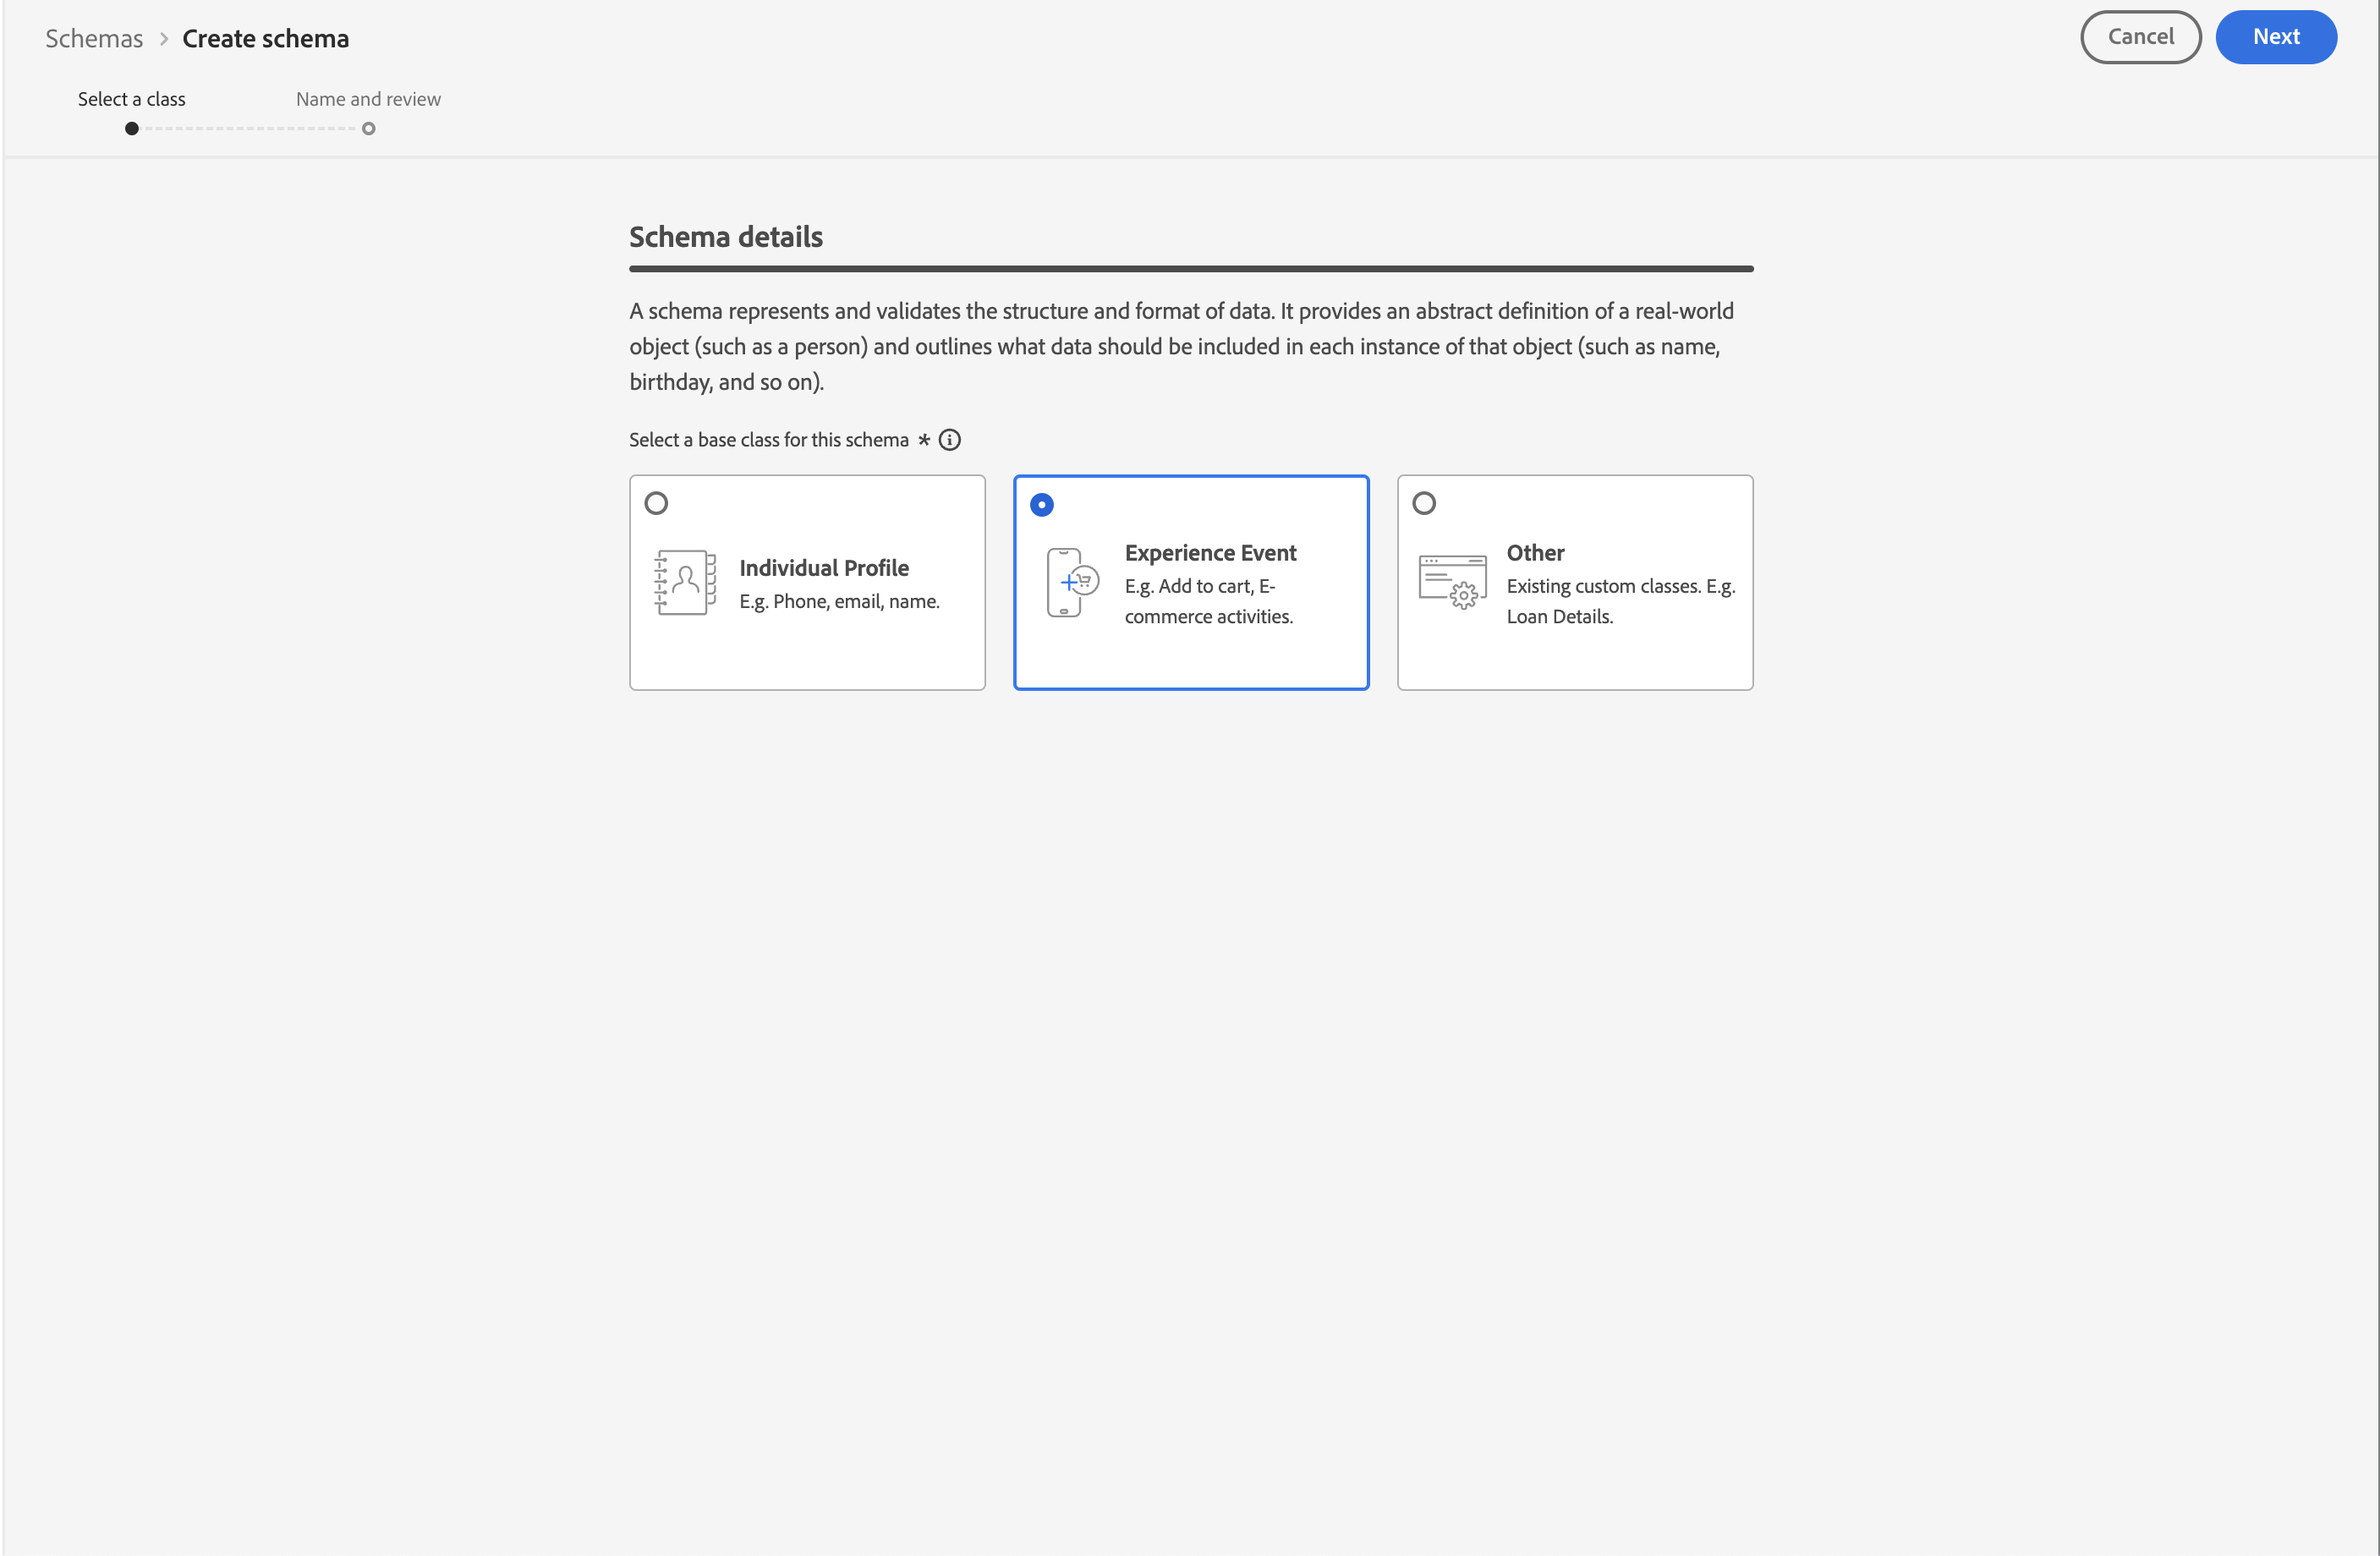 Schemas > Create schema
Cancel
Next
Select a class
Name and review
Schema details
A schema represents and validates the structure and format of data. It provides an abstract definition of a real-world
object (such as a person) and outlines what data should be included in each instance of that object (such as name,
birthday, and so on).
Select a base class for this schema *
Individual Profile
E.g. Phone, email, name.
Experience Event
E.g. Add to cart, E-
commerce activities.
Other
Existing custom classes. E.g.
Loan Details.